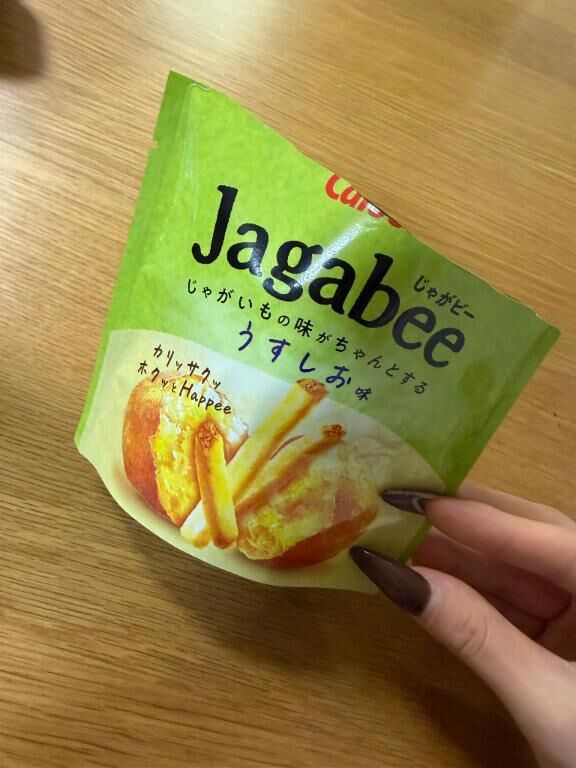 Jagabee
じゃがビー
じゃがいもの味がちゃんとする
うすしお味
カリッサクッ
ホクッとHappee